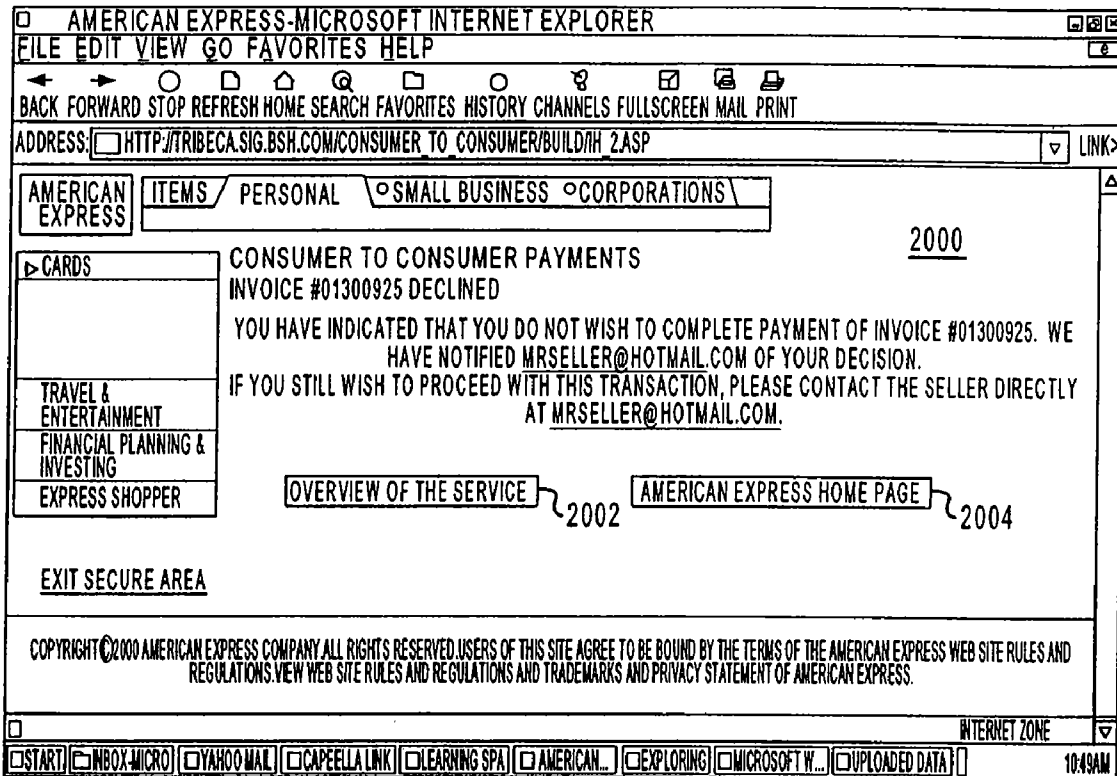 AMERICAN EXPRESS-MICROSOFT INTERNET EXPLORER
FILE EDIT VIEW GO FAVORITES HELP
e
BACK FORWARD STOP REFRESH HOME SEARCH FAVORITES HISTORY CHANNELS FULLSCREEN MAIL PRINT
ADDRESS: HTTP://TRIBECA.SIG.BSH.COM/CONSUMER_TO_CONSUMER/BUILD/IH_2.ASP LINK>
AMERICAN EXPRESS
ITEMS PERSONAL SMALL BUSINESS CORPORATIONS
2000
CARDS
TRAVEL &
ENTERTAINMENT
FINANCIAL PLANNING &
INVESTING
EXPRESS SHOPPER
EXIT SECURE AREA
CONSUMER TO CONSUMER PAYMENTS
INVOICE #01300925 DECLINED
YOU HAVE INDICATED THAT YOU DO NOT WISH TO COMPLETE PAYMENT OF INVOICE #01300925. WE
HAVE NOTIFIED MRSELLER@HOTMAIL.COM OF YOUR DECISION.
IF YOU STILL WISH TO PROCEED WITH THIS TRANSACTION, PLEASE CONTACT THE SELLER DIRECTLY
AT MRSELLER@HOTMAIL.COM.
OVERVIEW OF THE SERVICE 2002 AMERICAN EXPRESS HOME PAGE 2004
COPYRIGHT©2000 AMERICAN EXPRESS COMPANY.ALL RIGHTS RESERVED.USERS OF THIS SITE AGREE TO BE BOUND BY THE TERMS OF THE AMERICAN EXPRESS WEB SITE RULES AND
REGULATIONS.VIEW WEB SITE RULES AND REGULATIONS AND TRADEMARKS AND PRIVACY STATEMENT OF AMERICAN EXPRESS.
INTERNET ZONE
START INBOX-MICRO YAHOO MAIL CAPEELLA LINK LEARNING SPA AMERICAN... EXPLORING MICROSOFT W... UPLOADED DATA F 10:49AM